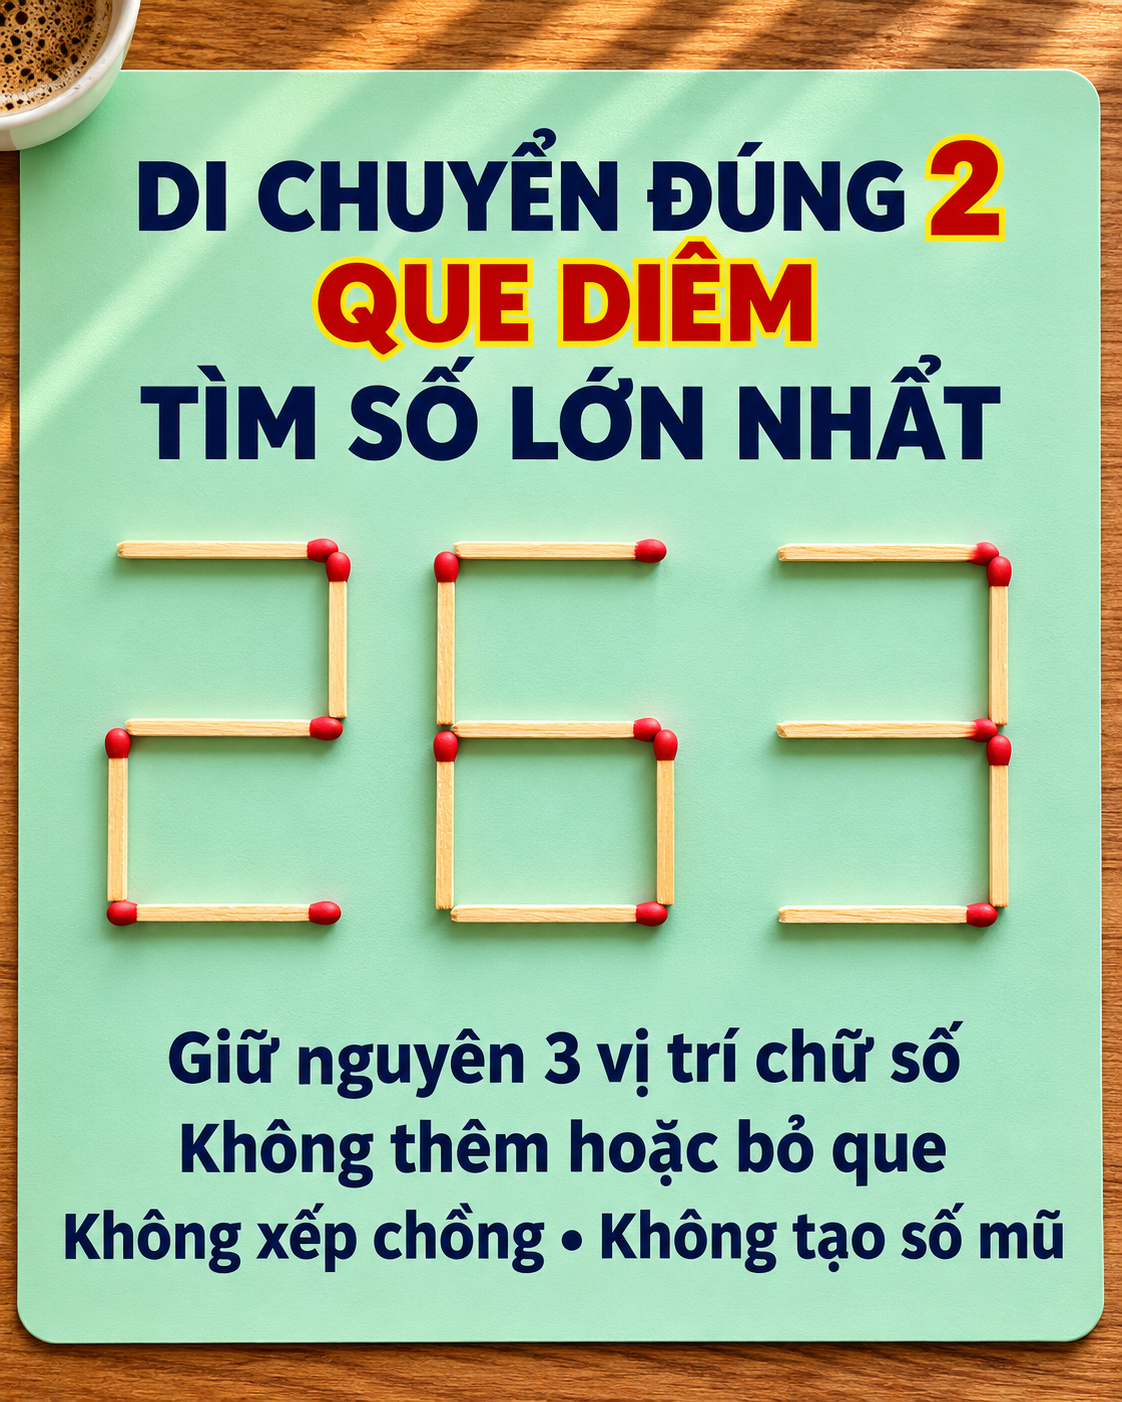 DI CHUYỂN ĐÚNG 2
QUE DIÊM
TÌM SỐ LỚN NHẤT
263
Giữ nguyên 3 vị trí chữ số
Không thêm hoặc bỏ que
Không xếp chồng • Không tạo số mũ